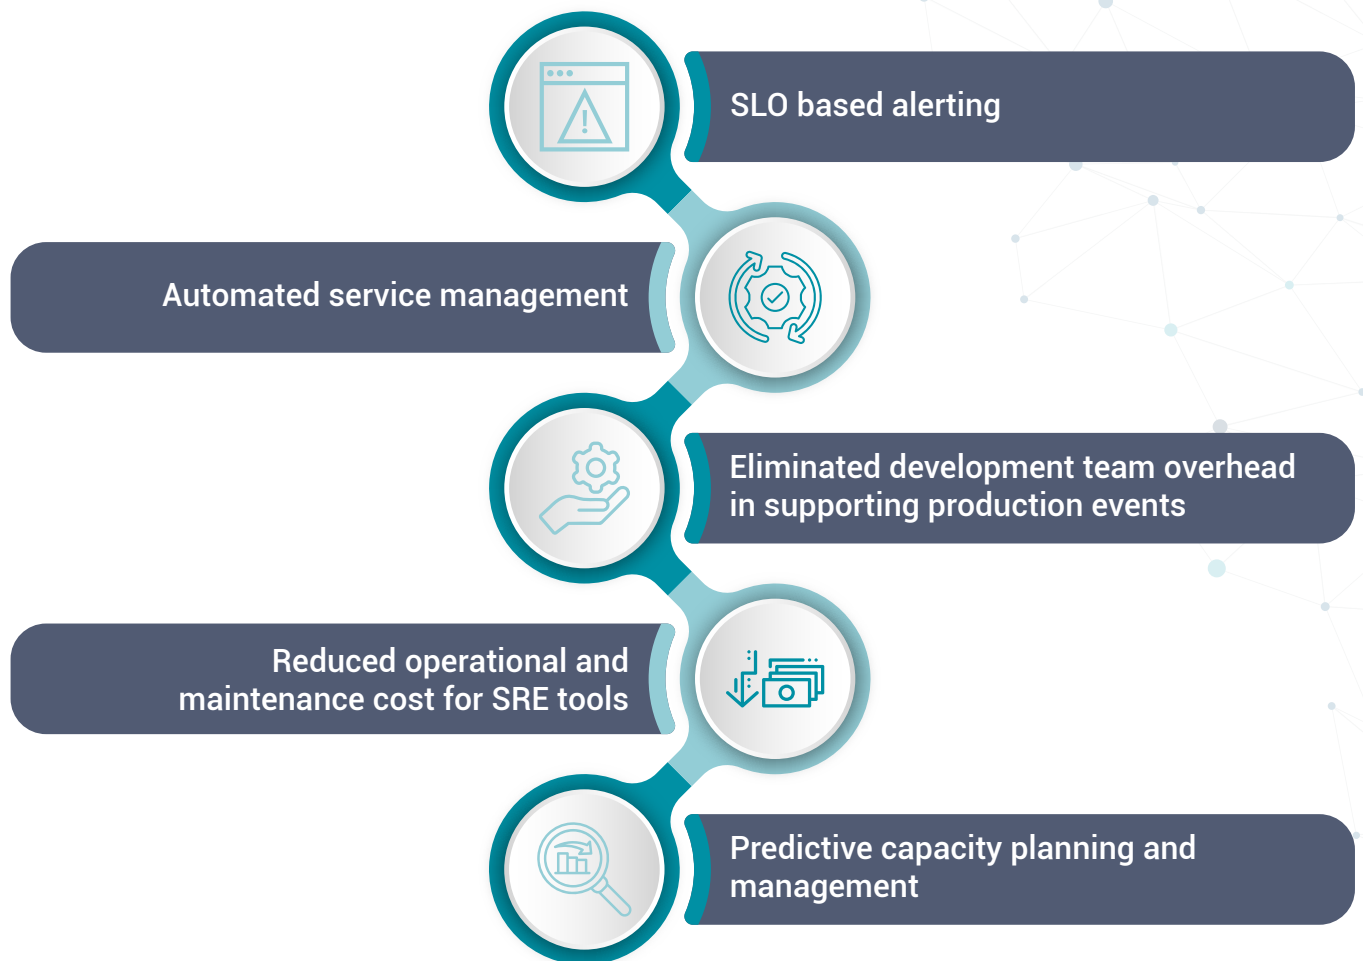 SLO based alerting
Automated service management
Eliminated development team overhead
in supporting production events
Reduced operational and
maintenance cost for SRE tools
Predictive capacity planning and
management